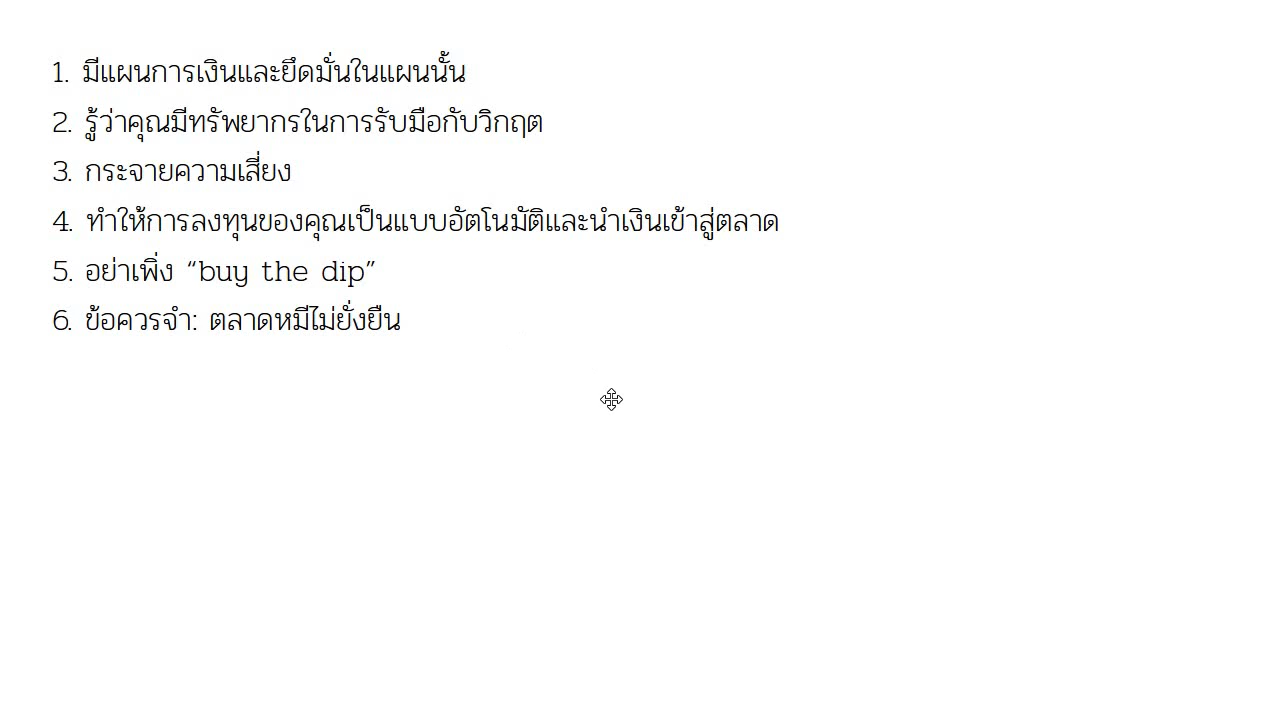 1. มีแผนการเงินและยึดมั่นในแผนนั้น
2. รู้ว่าคุณมีทรัพยากรในการรับมือกับวิกฤต
3. กระจายความเสี่ยง
4. ทำให้การลงทุนของคุณเป็นแบบอัตโนมัติและนำเงินเข้าสู่ตลาด
5. อย่าเพิ่ง “buy the dip”
6. ข้อควรจำ: ตลาดหมีไม่ยั่งยืน